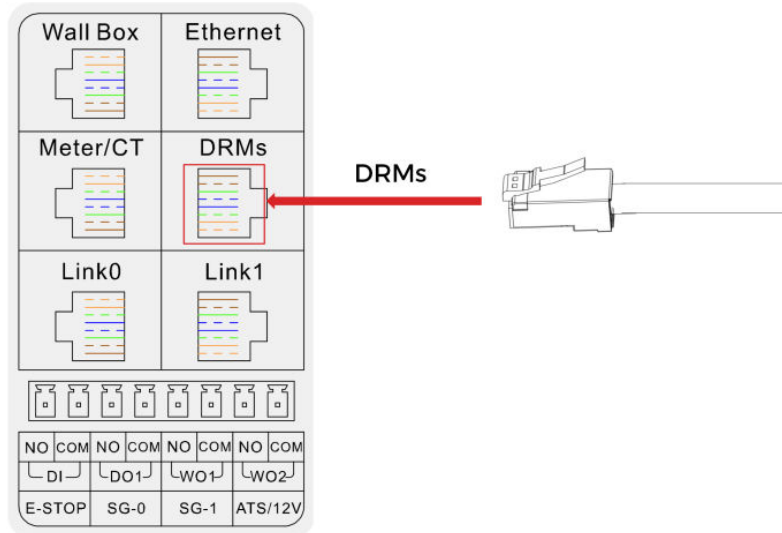 Wall Box Ethernet
Meter/CT DRMs
DRMs
Link0 Link1
NO COM NO COM NO COM NO COM
DI DO1 WO1 WO2
E-STOP SG-0 SG-1 ATS/12V